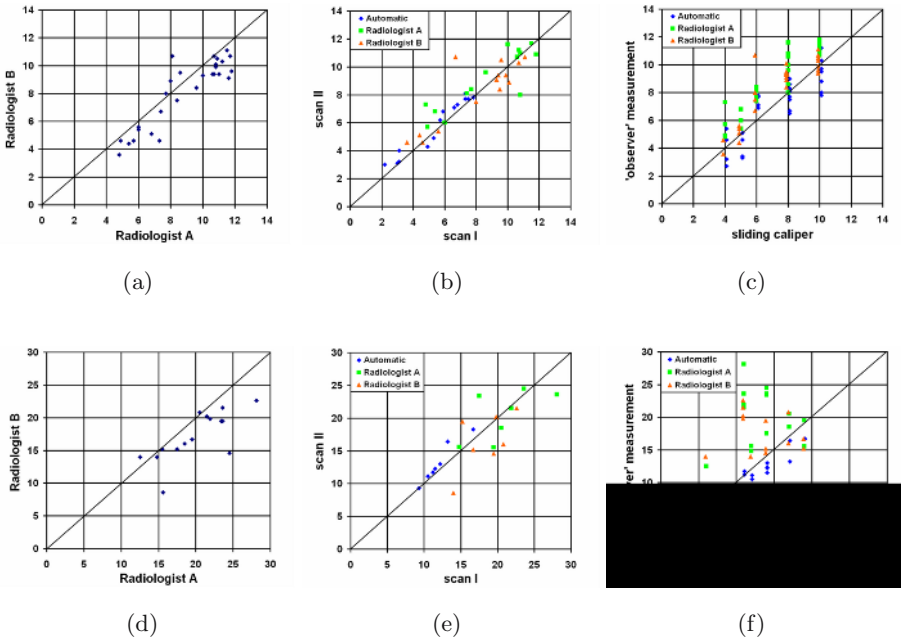 14
12
10
8
6
4
2
0
Radiologist B
0 2 4 6 8 10 12 14
Radiologist A
(a)
14
12
10
8
6
4
2
0
scan II
Automatic
Radiologist A
Radiologist B
0 2 4 6 8 10 12 14
scan I
(b)
14
12
10
8
6
4
2
0
'observer' measurement
Automatic
Radiologist A
Radiologist B
0 2 4 6 8 10 12 14
sliding caliper
(c)
30
25
20
15
10
5
0
Radiologist B
0 5 10 15 20 25 30
Radiologist A
(d)
30
25
20
15
10
5
0
scan II
Automatic
Radiologist A
Radiologist B
0 5 10 15 20 25 30
scan I
(e)
30
25
20
15
10
measurement
Automatic
Radiologist A
Radiologist B
(f)